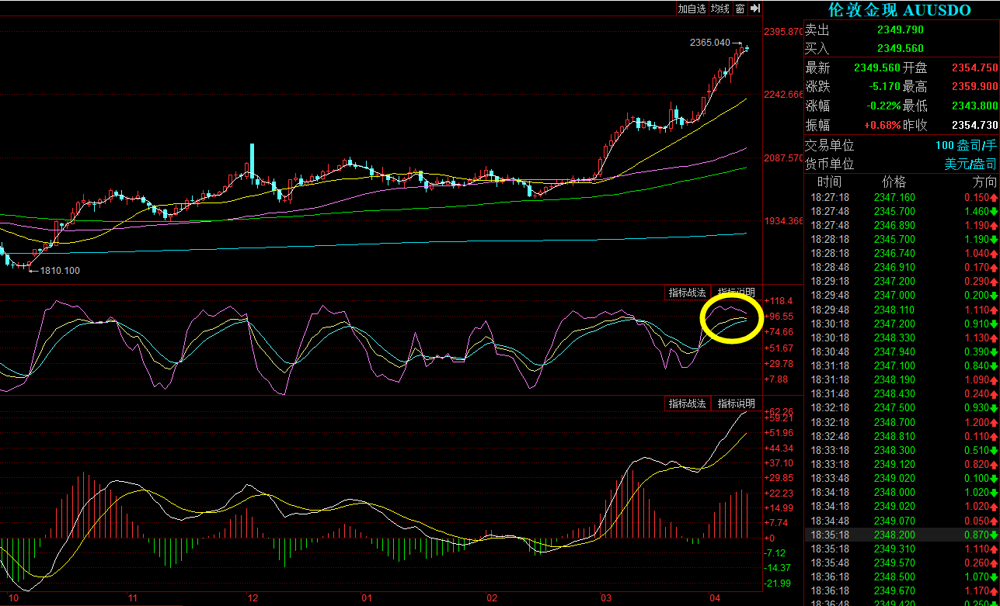 加自选 均线 窗
2395.870
2365.040
2242.666
2087.570
1934.366
1810.100
指标战法 指标说明
+118.4
+96.55
+74.66
+51.67
+29.78
+7.88
指标战法 指标说明
+62.26
+59.21
+51.96
+44.34
+37.10
+29.85
+22.23
+14.99
+7.74
+0
-7.12
-14.37
-21.99
10 11 12 01 02 03 04
伦敦金现 AUUSDO
卖出 2349.790
买入 2349.560
最新 2349.560 开盘 2354.750
涨跌 -5.170 最高 2359.900
涨幅 -0.22% 最低 2343.800
振幅 +0.68% 昨收 2354.730
交易单位 100 盎司/手
货币单位 美元/盎司
时间 价格 方向
18:27:18 2347.160 0.150
18:27:48 2345.700 1.460
18:27:48 2346.890 1.190
18:28:18 2345.700 1.190
18:28:18 2346.740 1.040
18:28:48 2346.910 0.170
18:29:18 2347.200 0.290
18:29:48 2347.000 0.200
18:29:48 2348.110 1.110
18:30:18 2347.200 0.910
18:30:18 2348.330 1.130
18:30:48 2347.940 0.390
18:31:18 2347.100 0.840
18:31:18 2348.190 1.090
18:31:48 2348.430 0.240
18:32:18 2347.500 0.930
18:32:18 2348.700 1.200
18:32:48 2348.810 0.110
18:33:18 2348.300 0.510
18:33:18 2349.120 0.820
18:33:48 2349.020 0.100
18:34:18 2348.000 1.020
18:34:18 2349.020 1.020
18:34:48 2349.070 0.050
18:35:18 2348.200 0.870
18:35:18 2349.310 1.110
18:35:48 2349.570 0.260
18:36:18 2348.500 1.070
18:36:18 2349.670 1.170
18:36:48 2349.420 0.250